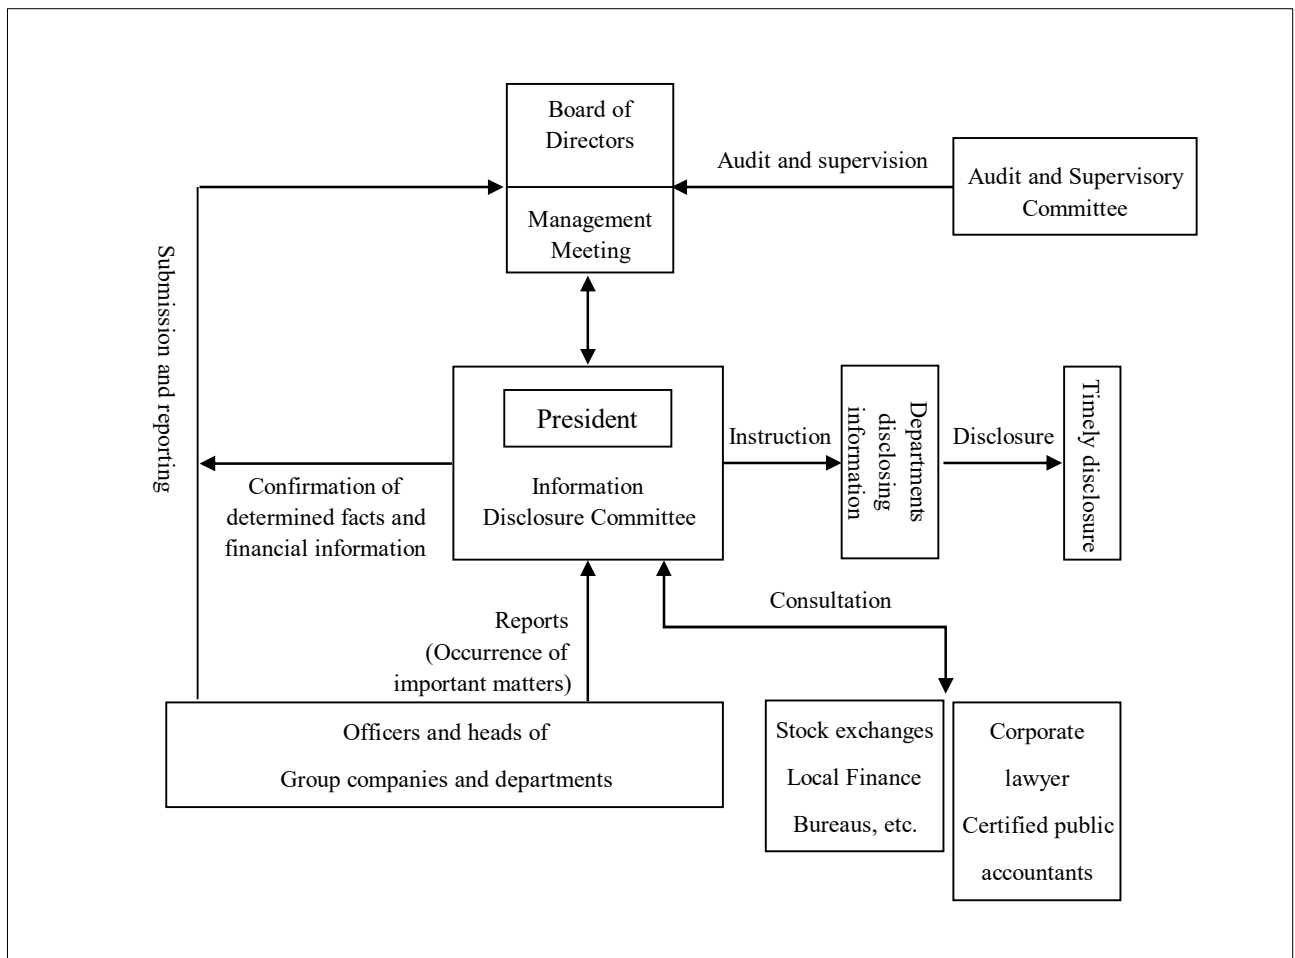 Board of
Directors
Audit and supervision
Audit and Supervisory
Committee
Management
Meeting
Submission and reporting
President
Information
Disclosure Committee
Instruction
Departments
disclosing
information
Disclosure
Timely disclosure
Confirmation of
determined facts and
financial information
Reports
(Occurrence of
important matters)
Consultation
Officers and heads of
Group companies and departments
Stock exchanges
Local Finance
Bureaus, etc.
Corporate
lawyer
Certified public
accountants